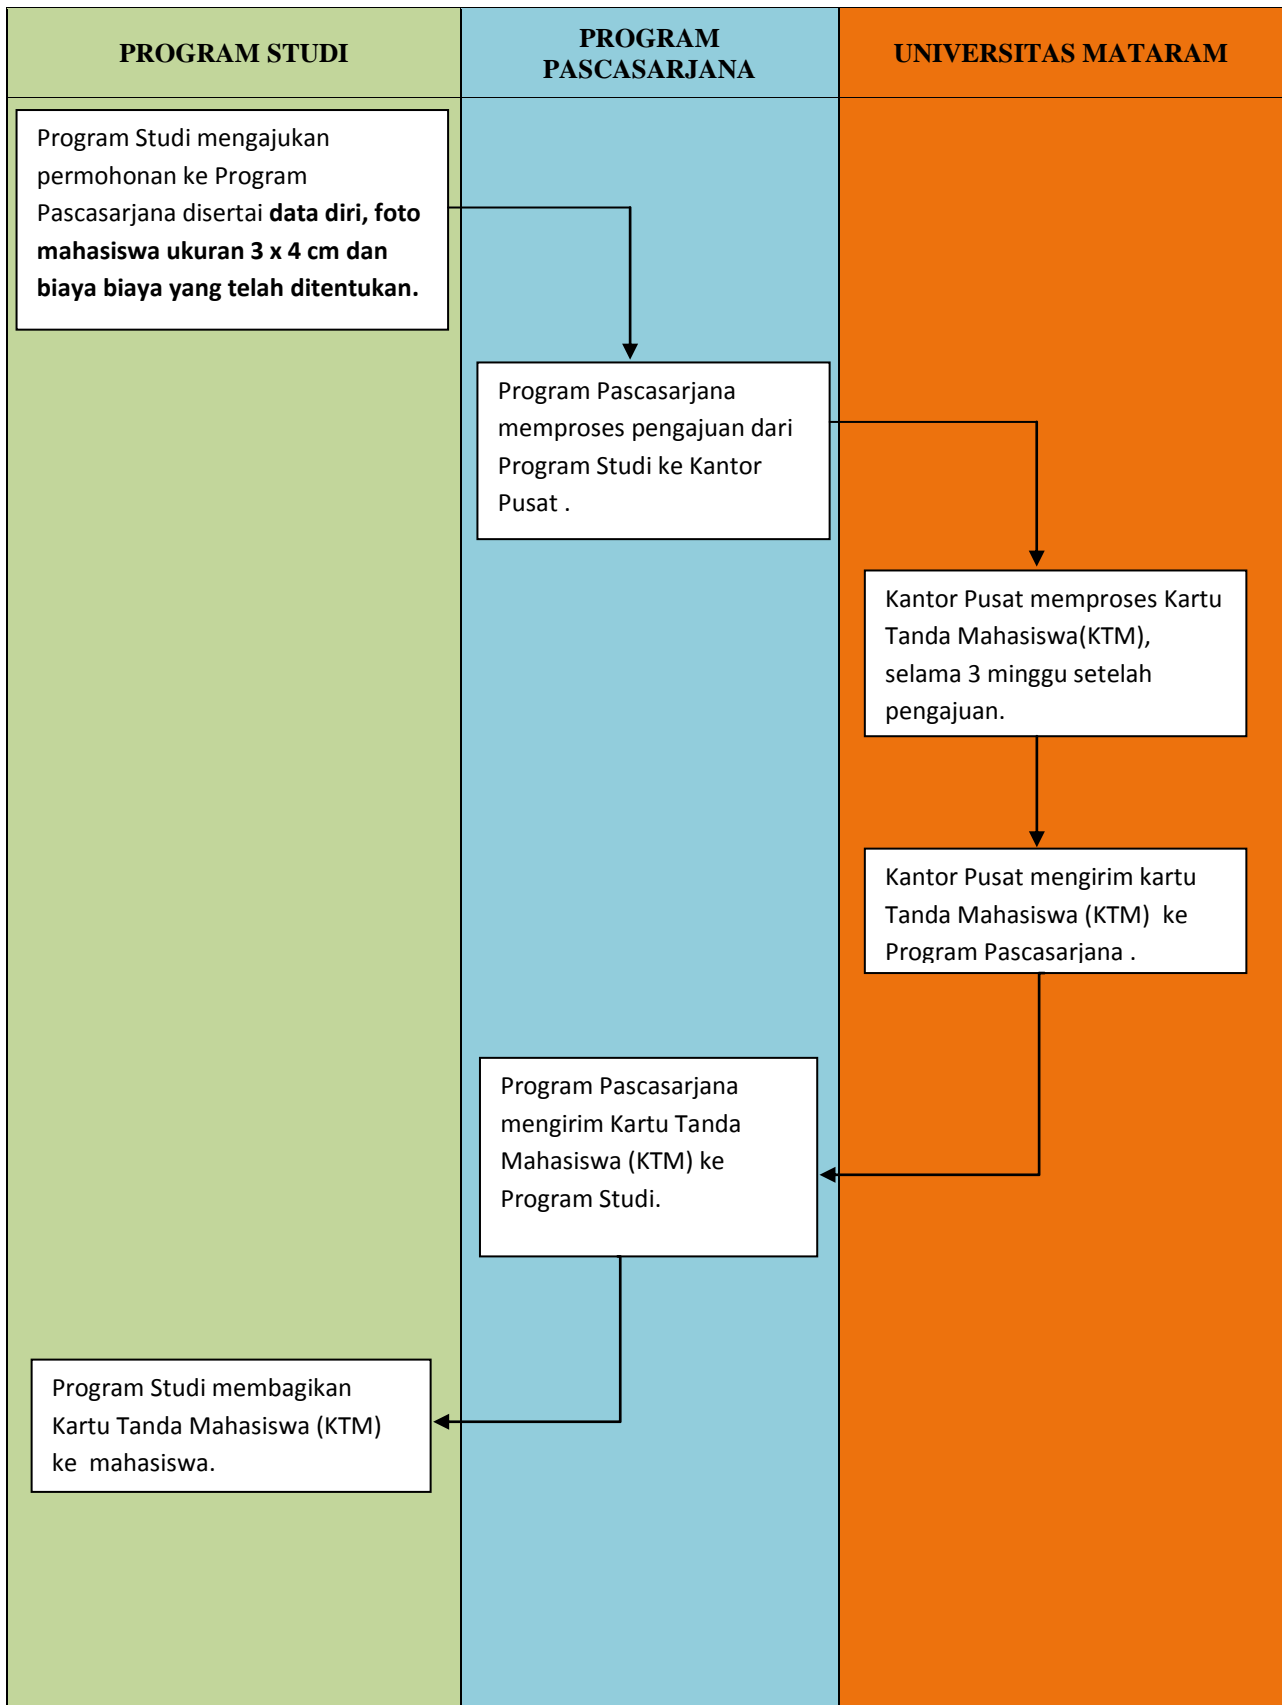 PROGRAM STUDI
PROGRAM
PASCASARJANA
UNIVERSITAS MATARAM
Program Studi mengajukan
permohonan ke Program
Pascasarjana disertai data diri, foto
mahasiswa ukuran 3 x 4 cm dan
biaya biaya yang telah ditentukan.
Program Pascasarjana
memproses pengajuan dari
Program Studi ke Kantor
Pusat .
Kantor Pusat memproses Kartu
Tanda Mahasiswa(KTM),
selama 3 minggu setelah
pengajuan.
Kantor Pusat mengirim kartu
Tanda Mahasiswa (KTM)  ke
Program Pascasarjana .
Program Pascasarjana
mengirim Kartu Tanda
Mahasiswa (KTM) ke
Program Studi.
Program Studi membagikan
Kartu Tanda Mahasiswa (KTM)
ke  mahasiswa.